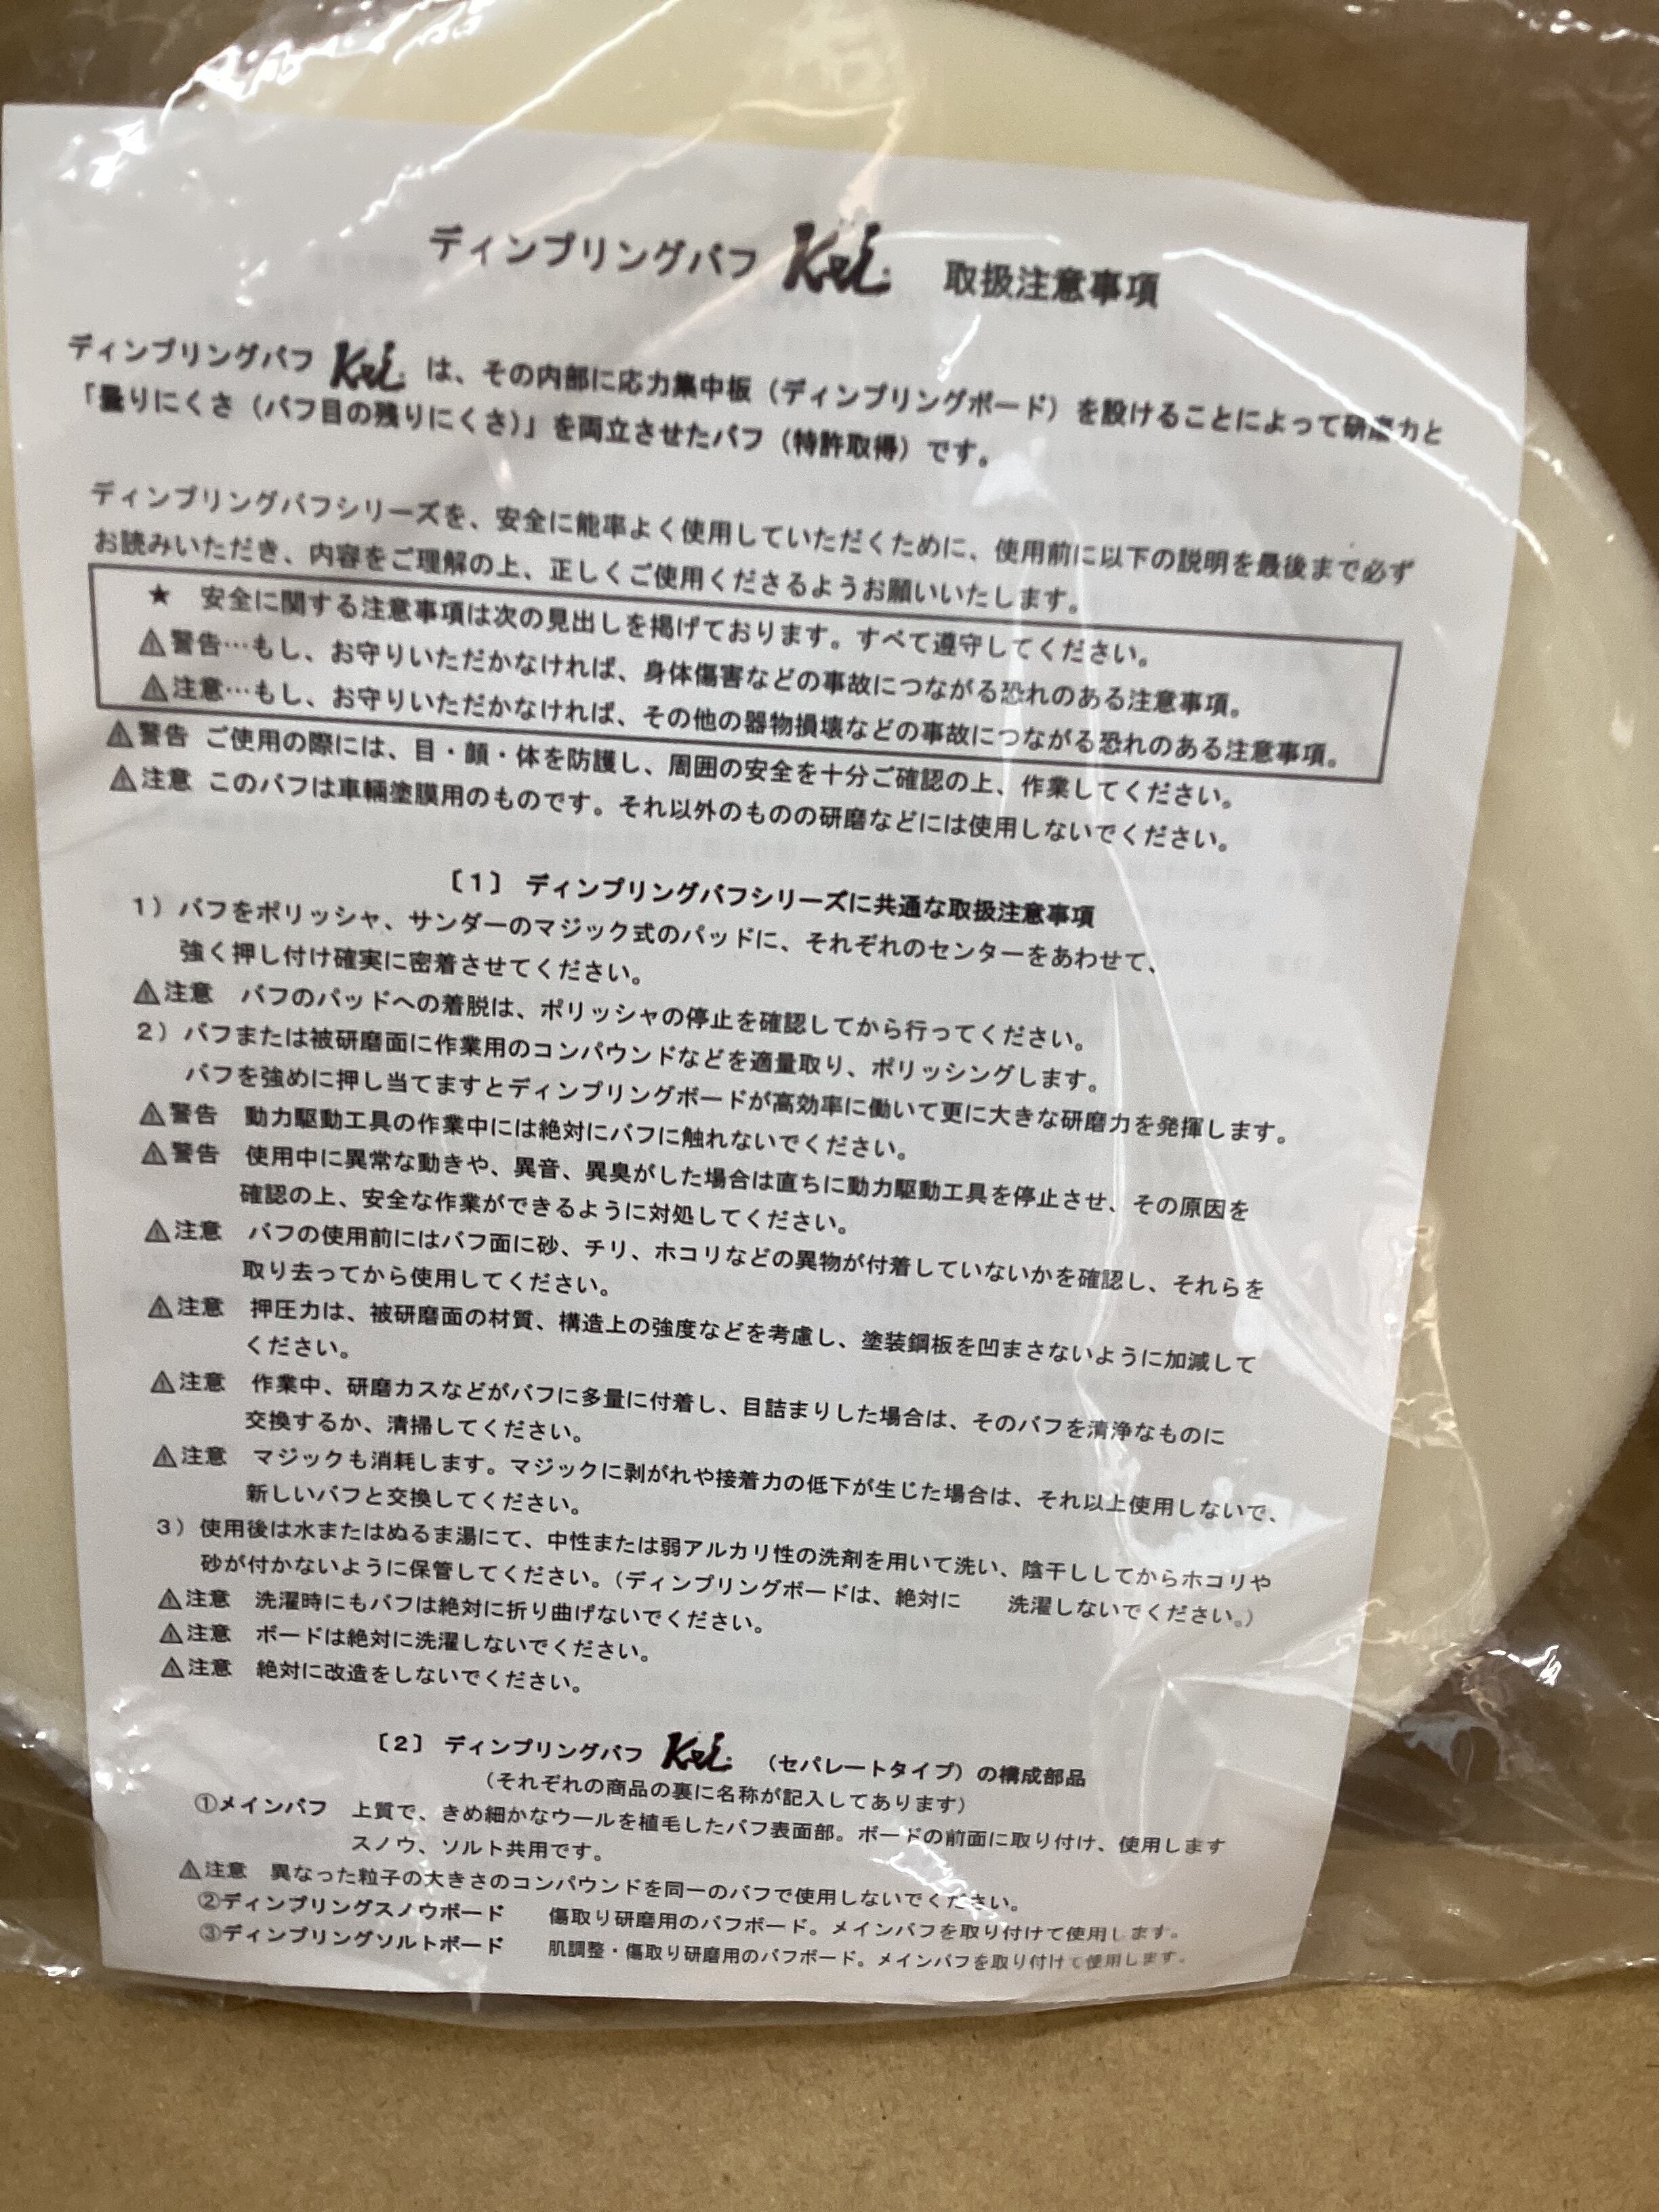 ディンプリングバフ Kei 取扱注意事項
ディンプリングバフ Kei は、その内部に応力集中板（ディンプリングボード）を設けることによって研磨力と
「曇りにくさ（バフ目の残りにくさ）」を両立させたバフ（特許取得）です。
ディンプリングバフシリーズを、安全に能率よく使用していただくために、使用前に以下の説明を最後まで必ず
お読みいただき、内容をご理解の上、正しくご使用くださるようお願いいたします。
★ 安全に関する注意事項は次の見出しを掲げております。すべて遵守してください。
⚠警告…もし、お守りいただかなければ、身体傷害などの事故につながる恐れのある注意事項。
⚠注意…もし、お守りいただかなければ、その他の器物損壊などの事故につながる恐れのある注意事項。
⚠警告 ご使用の際には、目・顔・体を防護し、周囲の安全を十分ご確認の上、作業してください。
⚠注意 このバフは車輛塗膜用のものです。それ以外のものの研磨などには使用しないでください。
〔1〕 ディンプリングバフシリーズに共通な取扱注意事項
1）バフをポリッシャ、サンダーのマジック式のパッドに、それぞれのセンターをあわせて、
強く押し付け確実に密着させてください。
⚠注意 バフのパッドへの着脱は、ポリッシャの停止を確認してから行ってください。
2）バフまたは被研磨面に作業用のコンパウンドなどを適量取り、ポリッシングします。
バフを強めに押し当てますとディンプリングボードが高効率に働いて更に大きな研磨力を発揮します。
⚠警告 動力駆動工具の作業中には絶対にバフに触れないでください。
⚠警告 使用中に異常な動きや、異音、異臭がした場合は直ちに動力駆動工具を停止させ、その原因を
確認の上、安全な作業ができるように対処してください。
⚠注意 バフの使用前にはバフ面に砂、チリ、ホコリなどの異物が付着していないかを確認し、それらを
取り去ってから使用してください。
⚠注意 押圧力は、被研磨面の材質、構造上の強度などを考慮し、塗装鋼板を凹まさないように加減して
ください。
⚠注意 作業中、研磨カスなどがバフに多量に付着し、目詰まりした場合は、そのバフを清浄なものに
交換するか、清掃してください。
⚠注意 マジックも消耗します。マジックに剥がれや接着力の低下が生じた場合は、それ以上使用しないで、
新しいバフと交換してください。
3）使用後は水またはぬるま湯にて、中性または弱アルカリ性の洗剤を用いて洗い、陰干ししてからホコリや
砂が付かないように保管してください。（ディンプリングボードは、絶対に 洗濯しないでください。）
⚠注意 洗濯時にもバフは絶対に折り曲げないでください。
⚠注意 ボードは絶対に洗濯しないでください。
⚠注意 絶対に改造をしないでください。
〔2〕 ディンプリングバフ Kei （セパレートタイプ）の構成部品
（それぞれの商品の裏に名称が記入してあります）
①メインバフ 上質で、きめ細かなウールを植毛したバフ表面部。ボードの前面に取り付け、使用します
スノウ、ソルト共用です。
⚠注意 異なった粒子の大きさのコンパウンドを同一のバフで使用しないでください。
②ディンプリングスノウボード 傷取り研磨用のバフボード。メインバフを取り付けて使用します。
③ディンプリングソルトボード 肌調整・傷取り研磨用のバフボード。メインバフを取り付けて使用します。